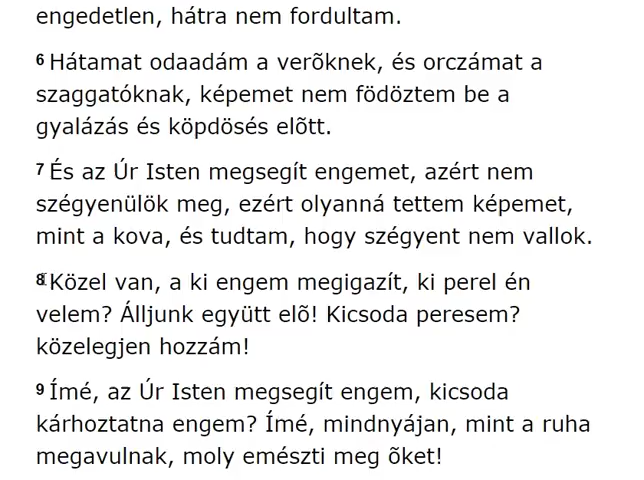 engedetlen, hátra nem fordultam.
6 Hátamat odaadám a verõknek, és orczámat a
szaggatóknak, képemet nem födöztem be a
gyalázás és köpdösés elõtt.
7 És az Úr Isten megsegít engemet, azért nem
szégyenülök meg, ezért olyanná tettem képemet,
mint a kova, és tudtam, hogy szégyent nem vallok.
8 Közel van, a ki engem megigazít, ki perel én
velem? Álljunk együtt elõ! Kicsoda peresem?
közelegjen hozzám!
9 Ímé, az Úr Isten megsegít engem, kicsoda
kárhoztatna engem? Ímé, mindnyájan, mint a ruha
megavulnak, moly emészti meg õket!